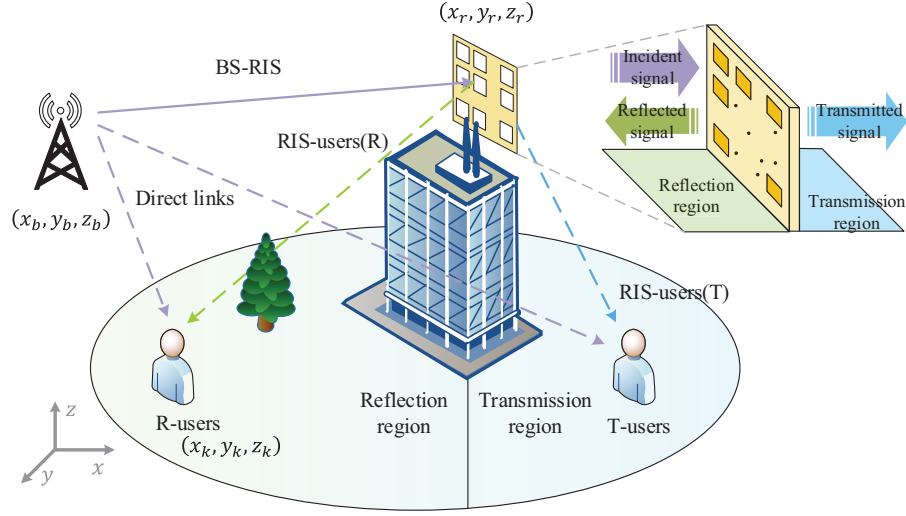 (x_r, y_r, z_r)
BS-RIS
Incident
signal
Reflected
signal
Transmitted
signal
RIS-users(R)
Direct links
Reflection
region
Transmission
region
(x_b, y_b, z_b)
RIS-users(T)
R-users
(x_k, y_k, z_k)
Reflection
region
Transmission
region
T-users
z
x
y